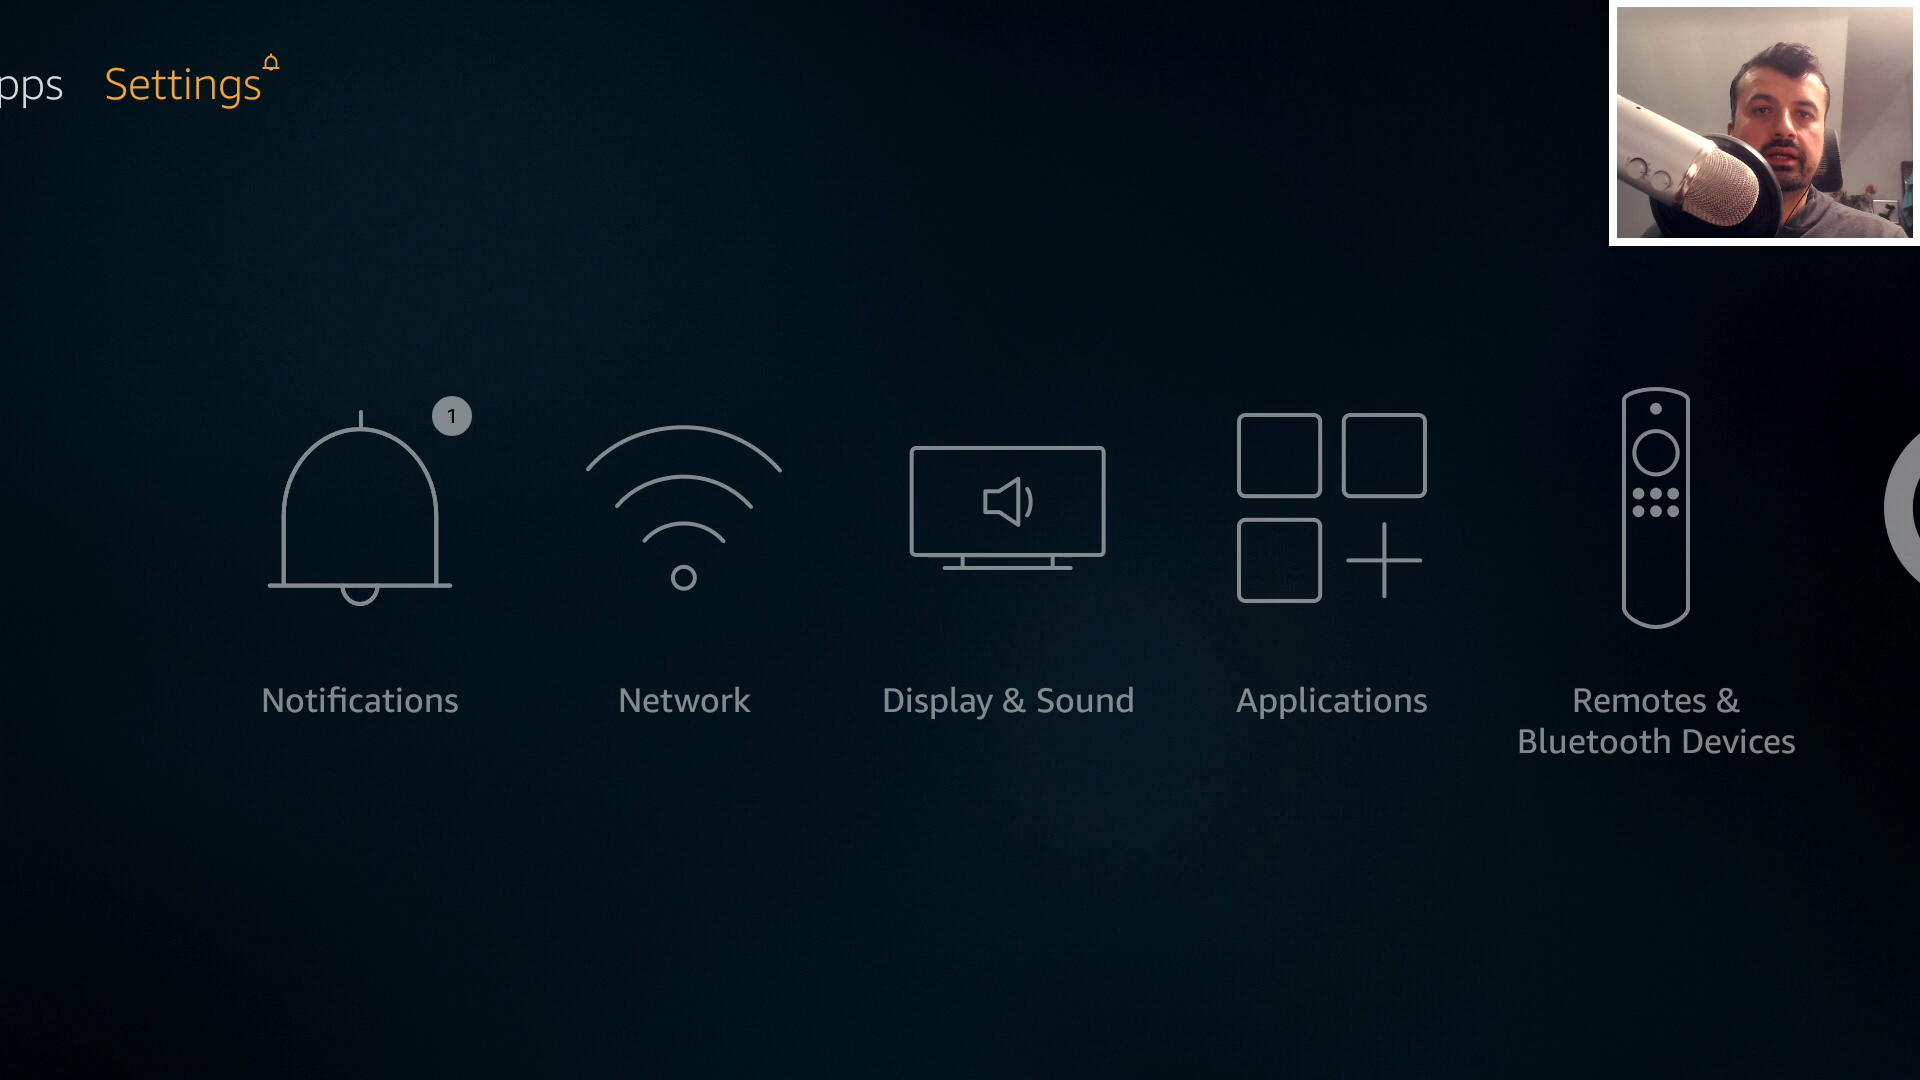 pps Settings
1
Notifications
Network
Display & Sound
Applications
Remotes &
Bluetooth Devices